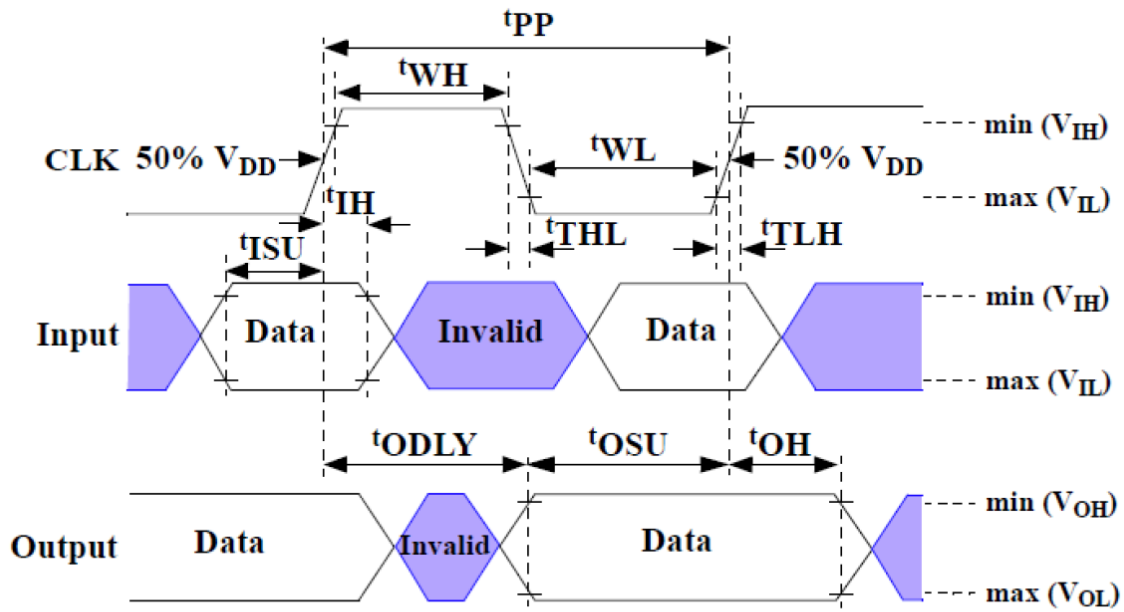 tPP
tWH
min (VIH)
CLK 50% VDD
tWL
50% VDD
tIH
max (VIL)
tTHL
tTLH
tISU
min (VIH)
Input
Data
Invalid
Data
max (VIL)
tODLY
tOSU
tOH
min (VOH)
Output
Data
Invalid
Data
max (VOL)